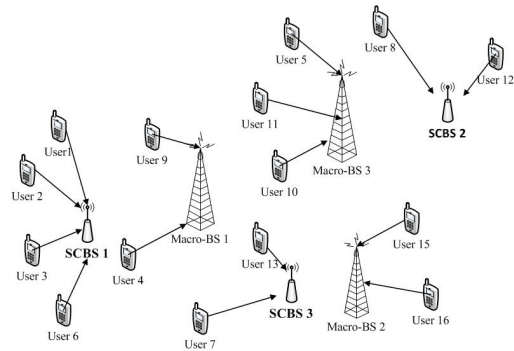 User 5
User 8
User 12
SCBS 2
User1
User 9
User 11
User 2
User 10
Macro-BS 3
Macro-BS 1
User 15
SCBS 1
User 3
User 4
User 13
SCBS 3
Macro-BS 2
User 16
User 6
User 7